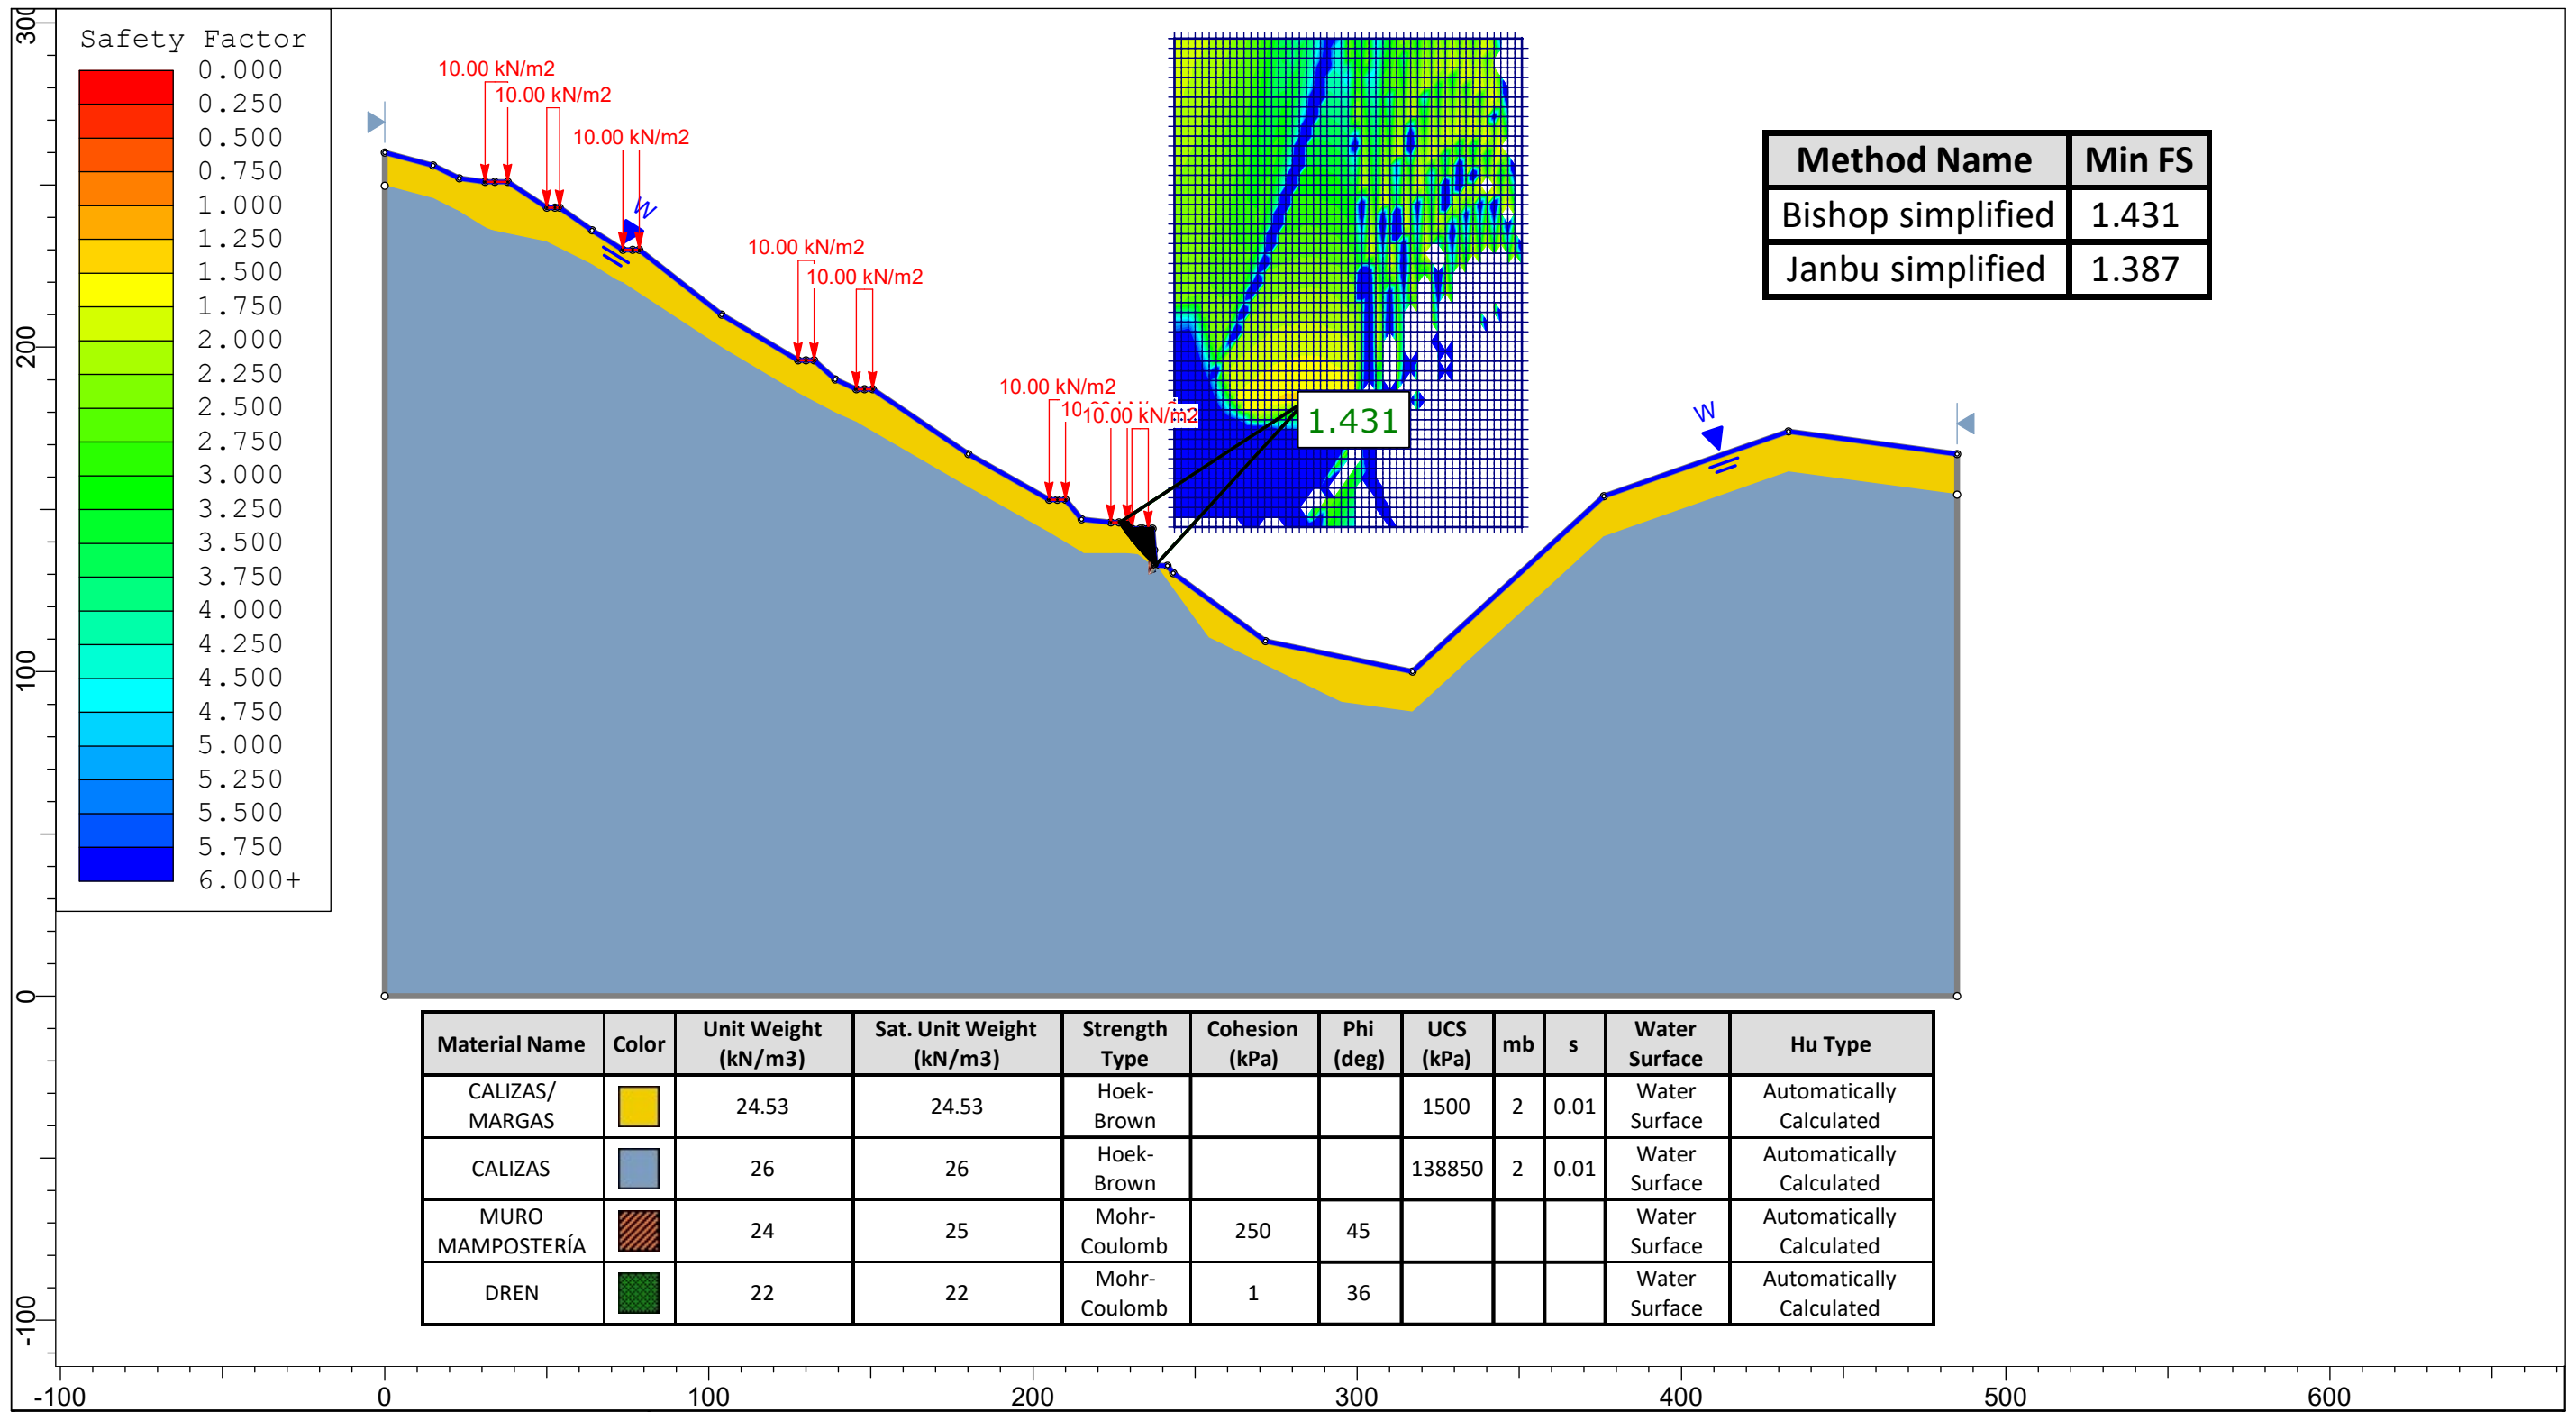 Safety Factor
0.000
0.250
0.500
0.750
1.000
1.250
1.500
1.750
2.000
2.250
2.500
2.750
3.000
3.250
3.500
3.750
4.000
4.250
4.500
4.750
5.000
5.250
5.500
5.750
6.000+
300
200
100
0
-100
10.00 kN/m2
10.00 kN/m2
10.00 kN/m2
W
10.00 kN/m2
10.00 kN/m2
10.00 kN/m2
10.00 kN/m2
1.431
W
Method Name Min FS
Bishop simplified 1.431
Janbu simplified 1.387
Material Name Color Unit Weight (kN/m3) Sat. Unit Weight (kN/m3) Strength Type Cohesion (kPa) Phi (deg) UCS (kPa) mb s Water Surface Hu Type
CALIZAS/ MARGAS 24.53 24.53 Hoek-Brown 1500 2 0.01 Water Surface Automatically Calculated
CALIZAS 26 26 Hoek-Brown 138850 2 0.01 Water Surface Automatically Calculated
MURO MAMPOSTERÍA 24 25 Mohr-Coulomb 250 45 Water Surface Automatically Calculated
DREN 22 22 Mohr-Coulomb 1 36 Water Surface Automatically Calculated
-100 0 100 200 300 400 500 600